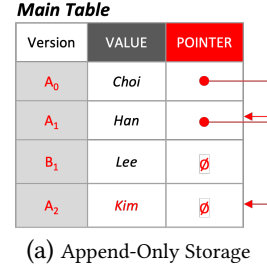 Main Table
Version VALUE POINTER
A₀ Choi
A₁ Han
B₁ Lee Ø
A₂ Kim Ø
(a) Append-Only Storage